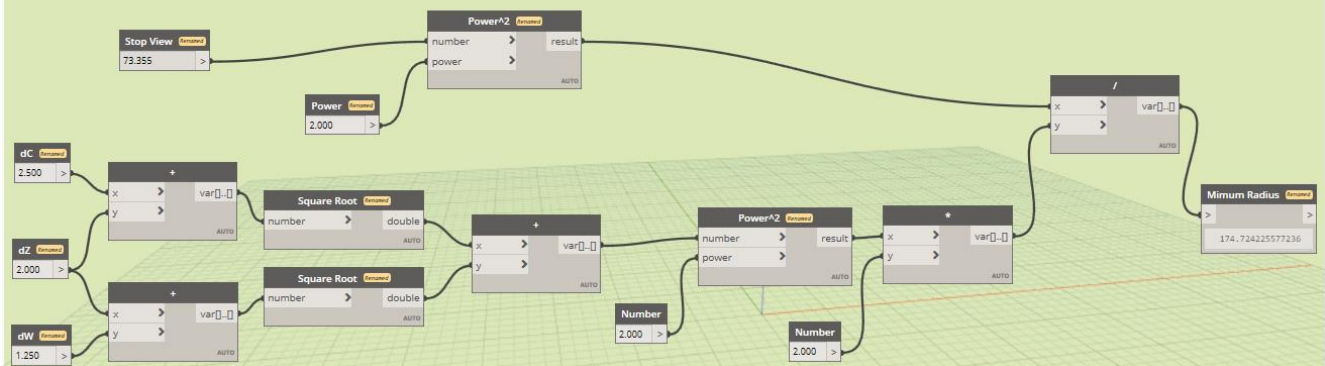 Power^2 Renamed
number > result
power >
AUTO
Stop View Renamed
73.355 >
Power Renamed
2.000 >
/
x > var[]..[]
y >
AUTO
dC Renamed
2.500 >
+
x > var[]..[]
y >
AUTO
dZ Renamed
2.000 >
+
x > var[]..[]
y >
AUTO
dW Renamed
1.250 >
Square Root Renamed
number > double
AUTO
Square Root Renamed
number > double
AUTO
+
x > var[]..[]
y >
AUTO
Power^2 Renamed
number > result
power >
AUTO
Number
2.000 >
*
x > var[]..[]
y >
AUTO
Number
2.000 >
Mimum Radius Renamed
> >
174.724225577236